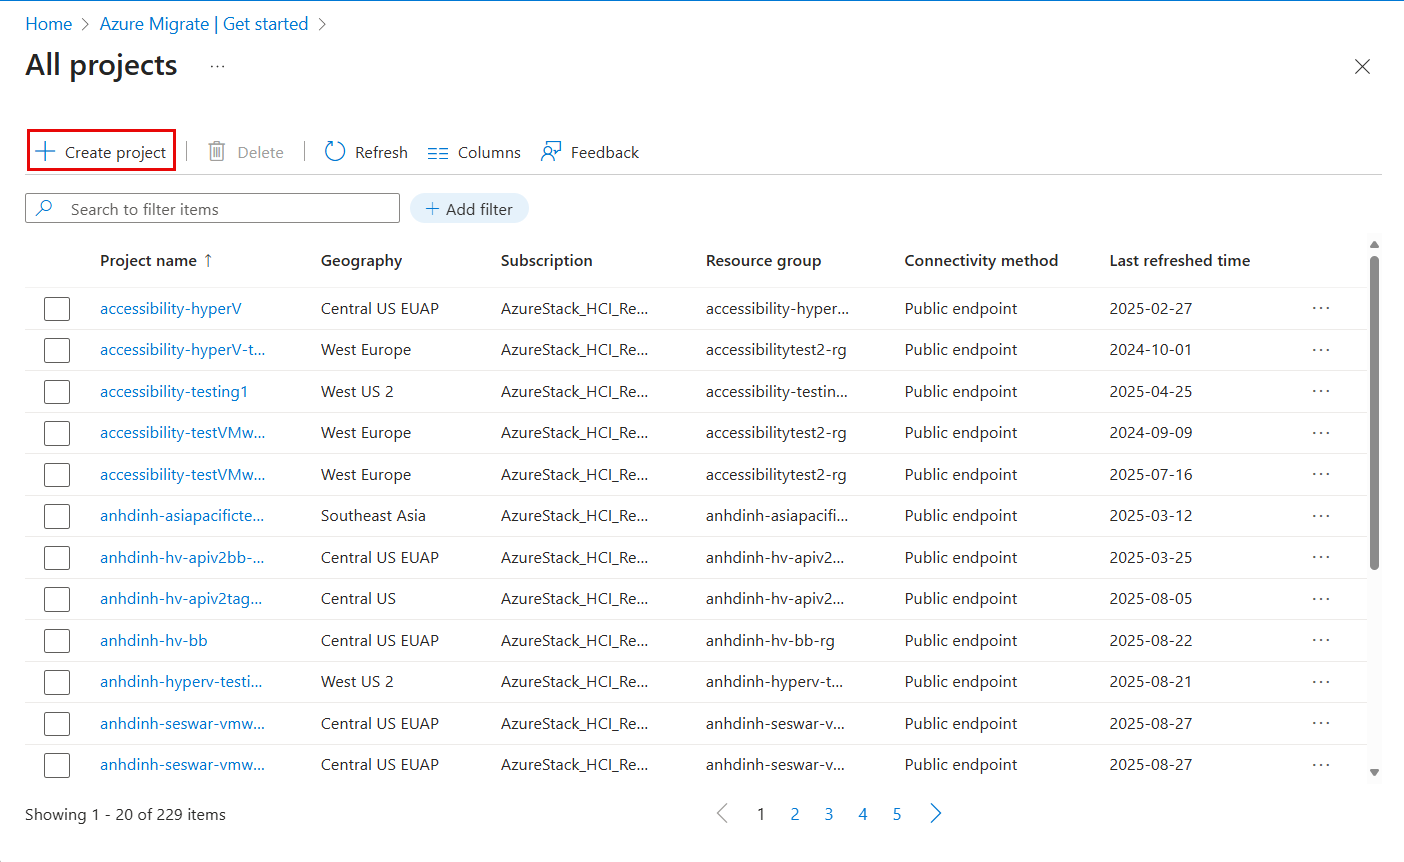 Home > Azure Migrate | Get started >
All projects ...
Create project | Delete | Refresh Columns Feedback
Search to filter items Add filter
Project name ↑ Geography Subscription Resource group Connectivity method Last refreshed time
accessibility-hyperV Central US EUAP AzureStack_HCI_Re... accessibility-hyper... Public endpoint 2025-02-27 ...
accessibility-hyperV-t... West Europe AzureStack_HCI_Re... accessibilitytest2-rg Public endpoint 2024-10-01 ...
accessibility-testing1 West US 2 AzureStack_HCI_Re... accessibility-testin... Public endpoint 2025-04-25 ...
accessibility-testVMw... West Europe AzureStack_HCI_Re... accessibilitytest2-rg Public endpoint 2024-09-09 ...
accessibility-testVMw... West Europe AzureStack_HCI_Re... accessibilitytest2-rg Public endpoint 2025-07-16 ...
anhdinh-asiapacificte... Southeast Asia AzureStack_HCI_Re... anhdinh-asiapacifi... Public endpoint 2025-03-12 ...
anhdinh-hv-apiv2bb-... Central US EUAP AzureStack_HCI_Re... anhdinh-hv-apiv2... Public endpoint 2025-03-25 ...
anhdinh-hv-apiv2tag... Central US AzureStack_HCI_Re... anhdinh-hv-apiv2... Public endpoint 2025-08-05 ...
anhdinh-hv-bb Central US EUAP AzureStack_HCI_Re... anhdinh-hv-bb-rg Public endpoint 2025-08-22 ...
anhdinh-hyperv-testi... West US 2 AzureStack_HCI_Re... anhdinh-hyperv-t... Public endpoint 2025-08-21 ...
anhdinh-seswar-vmw... Central US EUAP AzureStack_HCI_Re... anhdinh-seswar-v... Public endpoint 2025-08-27 ...
anhdinh-seswar-vmw... Central US EUAP AzureStack_HCI_Re... anhdinh-seswar-v... Public endpoint 2025-08-27 ...
Showing 1 - 20 of 229 items < 1 2 3 4 5 >